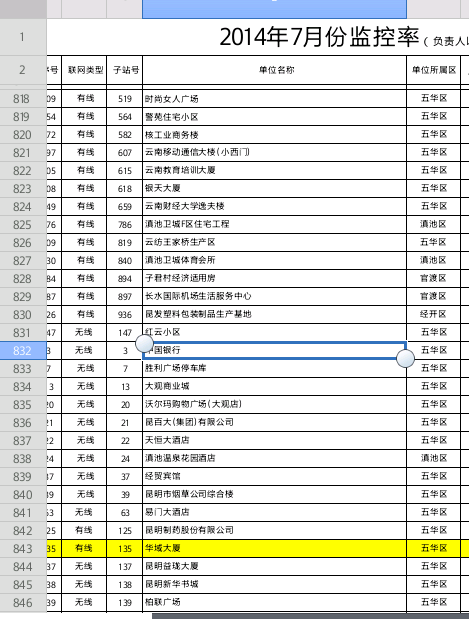 1 2014年7月份监控率(负责人
2 号 联网类型 子站号 单位名称 单位所属区
818 09 有线 519 时尚女人广场 五华区
819 54 有线 564 警苑住宅小区 五华区
820 72 有线 582 核工业商务楼 五华区
821 97 有线 607 云南移动通信大楼(小西门) 五华区
822 05 有线 615 云南教育培训大厦 五华区
823 08 有线 618 银天大厦 五华区
824 49 有线 659 云南财经大学逸夫楼 五华区
825 76 有线 786 滇池卫城F区住宅工程 滇池区
826 09 有线 819 云纺王家桥生产区 五华区
827 30 有线 840 滇池卫城体育会所 滇池区
828 84 有线 894 子君村经济适用房 官渡区
829 87 有线 897 长水国际机场生活服务中心 官渡区
830 26 有线 936 昆发塑料包装制品生产基地 经开区
831 47 无线 147 红云小区 五华区
832 3 无线 3 中国银行 五华区
833 7 无线 7 胜利广场停车库 五华区
834 3 无线 13 大观商业城 五华区
835 20 无线 20 沃尔玛购物广场(大观店) 五华区
836 21 无线 21 昆百大(集团)有限公司 五华区
837 22 无线 22 天恒大酒店 五华区
838 24 无线 24 滇池温泉花园酒店 滇池区
839 37 无线 37 经贸宾馆 五华区
840 39 无线 39 昆明市烟草公司综合楼 五华区
841 63 无线 63 易门大酒店 五华区
842 25 有线 125 昆明制药股份有限公司 五华区
843 35 有线 135 华域大厦 五华区
844 37 无线 137 昆明益珑大厦 五华区
845 38 无线 138 昆明新华书城 五华区
846 39 无线 139 柏联广场 五华区